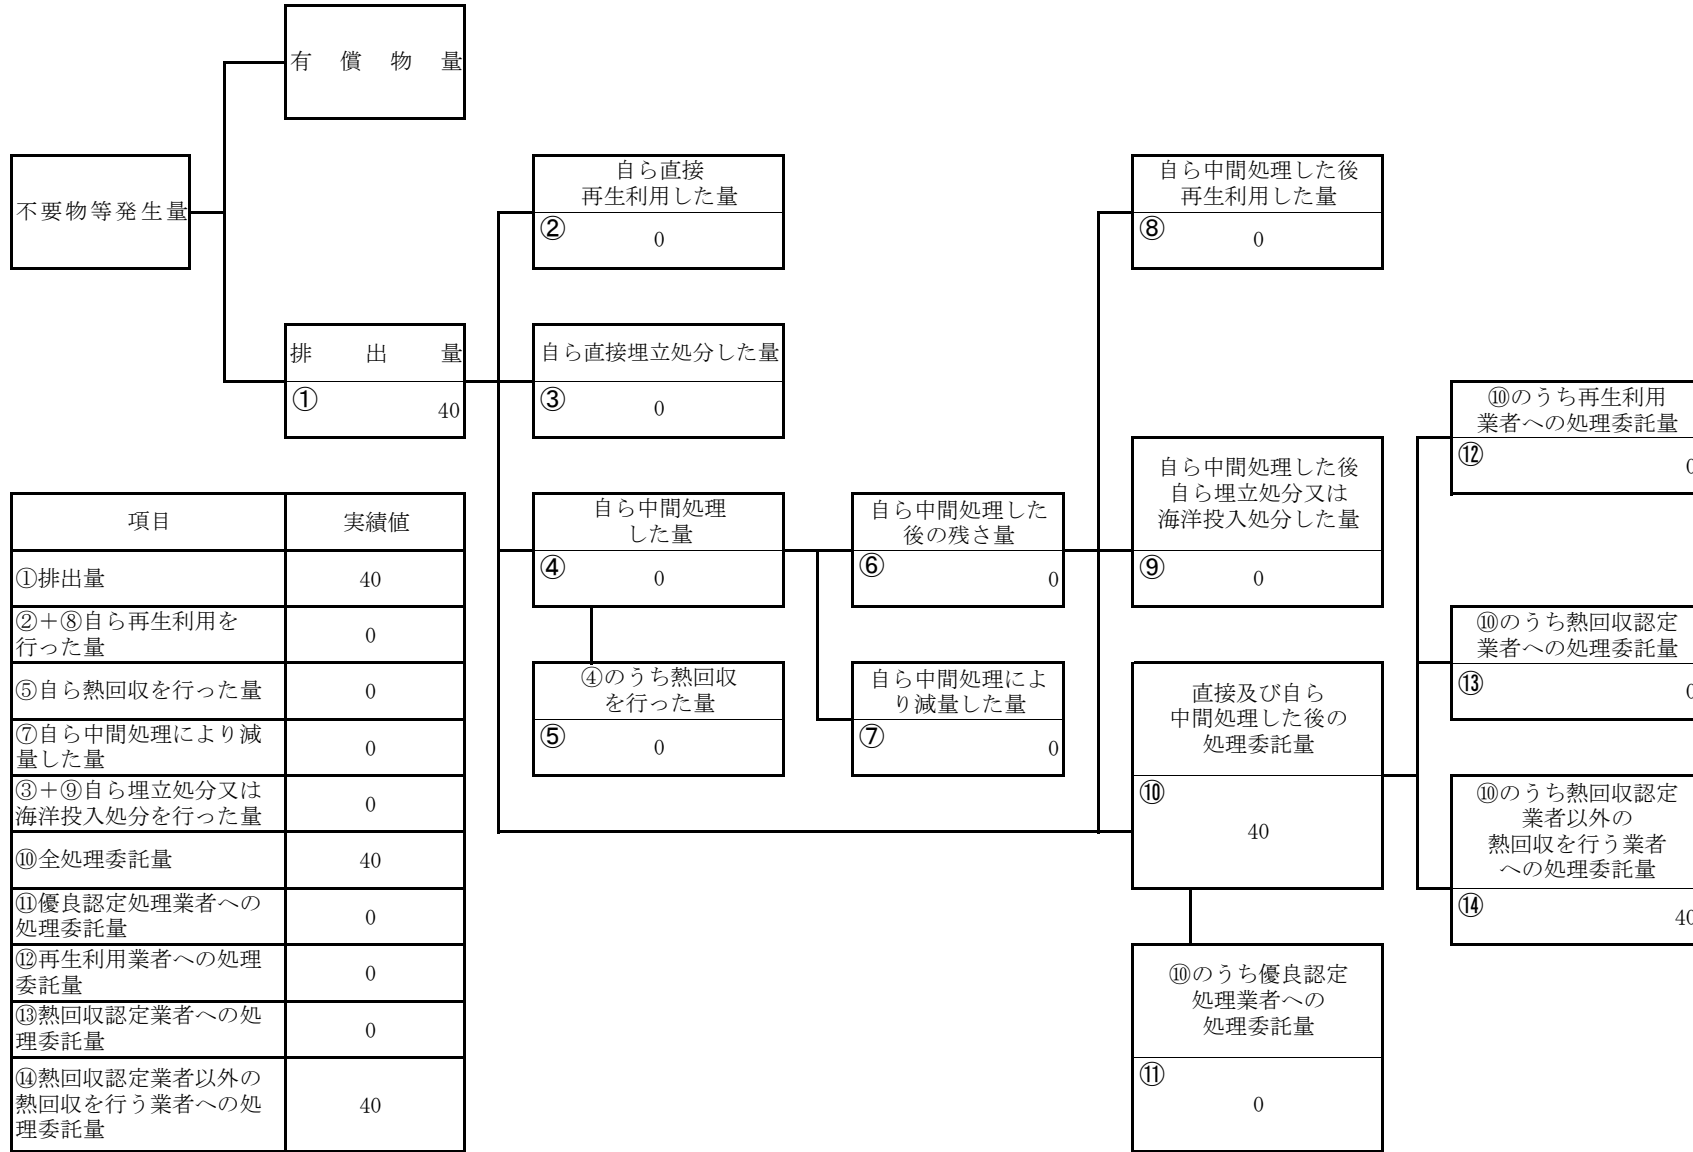 有償物量
不要物等発生量
自ら直接
再生利用した量
②
0
自ら中間処理した後
再生利用した量
⑧
0
排出量
①
40
自ら直接埋立処分した量
③
0
⑩のうち再生利用
業者への処理委託量
⑫
0
自ら中間処理
した量
④
0
自ら中間処理した
後の残さ量
⑥
0
自ら中間処理した後
自ら埋立処分又は
海洋投入処分した量
⑨
0
⑩のうち熱回収認定
業者への処理委託量
⑬
0
④のうち熱回収
を行った量
⑤
0
自ら中間処理によ
り減量した量
⑦
0
直接及び自ら
中間処理した後の
処理委託量
⑩
40
⑩のうち熱回収認定
業者以外の
熱回収を行う業者
への処理委託量
⑭
40
⑩のうち優良認定
処理業者への
処理委託量
⑪
0
項目 実績値
①排出量 40
②+⑧自ら再生利用を
行った量 0
⑤自ら熱回収を行った量 0
⑦自ら中間処理により減
量した量 0
③+⑨自ら埋立処分又は
海洋投入処分を行った量 0
⑩全処理委託量 40
⑪優良認定処理業者への
処理委託量 0
⑫再生利用業者への処理
委託量 0
⑬熱回収認定業者への処
理委託量 0
⑭熱回収認定業者以外の
熱回収を行う業者への処
理委託量 40